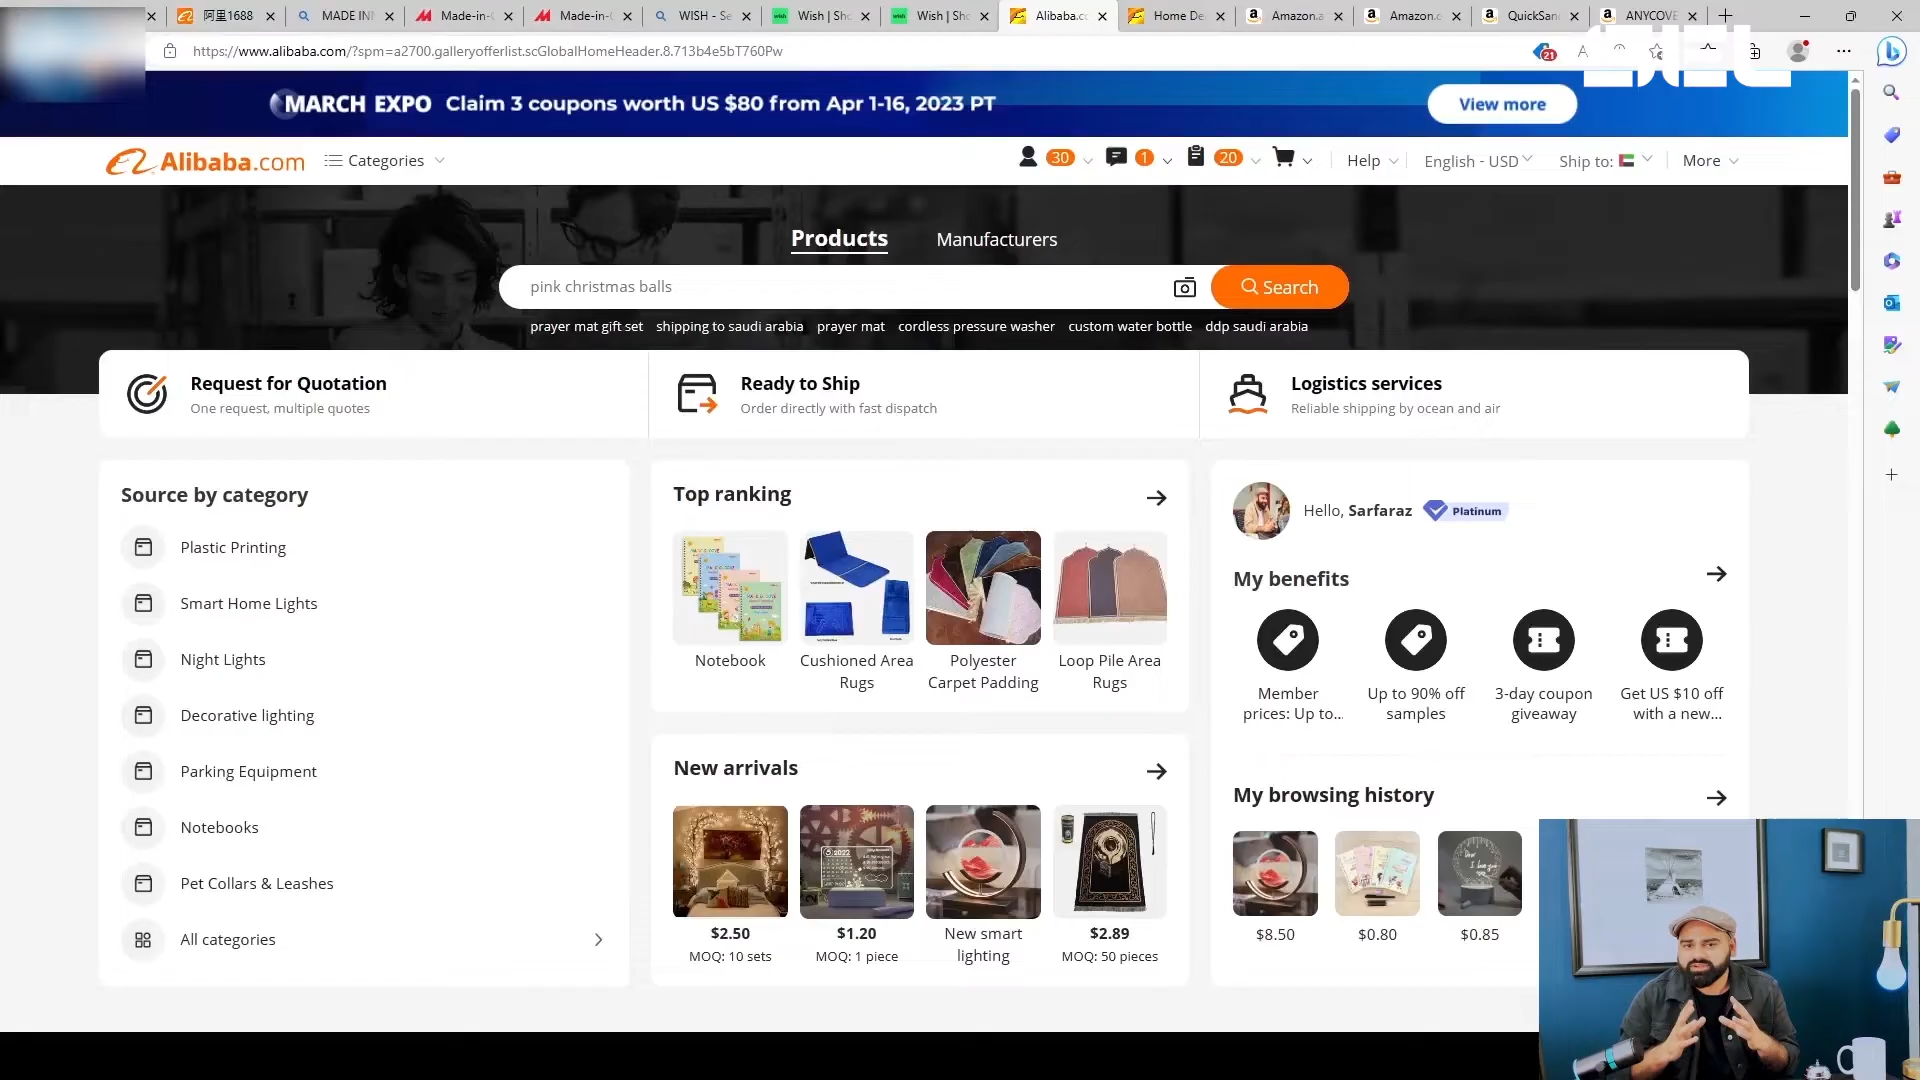 阿里1688
MADE INN
Made-in-C
Made-in-C
WISH - Se
Wish | Sho
Wish | Sho
Alibaba.co
Home De
Amazon.a
Amazon.c
QuickSan
ANYCOVE
https://www.alibaba.com/?spm=a2700.galleryofferlist.scGlobalHomeHeader.8.713b4e5bT760Pw
21
MARCH EXPO Claim 3 coupons worth US $80 from Apr 1-16, 2023 PT
View more
Alibaba.com
Categories
30
1
20
Help
English - USD
Ship to:
More
Products
Manufacturers
pink christmas balls
Search
prayer mat gift set shipping to saudi arabia prayer mat cordless pressure washer custom water bottle ddp saudi arabia
Request for Quotation
One request, multiple quotes
Ready to Ship
Order directly with fast dispatch
Logistics services
Reliable shipping by ocean and air
Source by category
Plastic Printing
Smart Home Lights
Night Lights
Decorative lighting
Parking Equipment
Notebooks
Pet Collars & Leashes
All categories
Top ranking
Notebook
Cushioned Area
Rugs
Polyester
Carpet Padding
Loop Pile Area
Rugs
New arrivals
$2.50
MOQ: 10 sets
$1.20
MOQ: 1 piece
New smart
lighting
$2.89
MOQ: 50 pieces
Hello, Sarfaraz
Platinum
My benefits
Member
prices: Up to...
Up to 90% off
samples
3-day coupon
giveaway
Get US $10 off
with a new...
My browsing history
$8.50
$0.80
$0.85